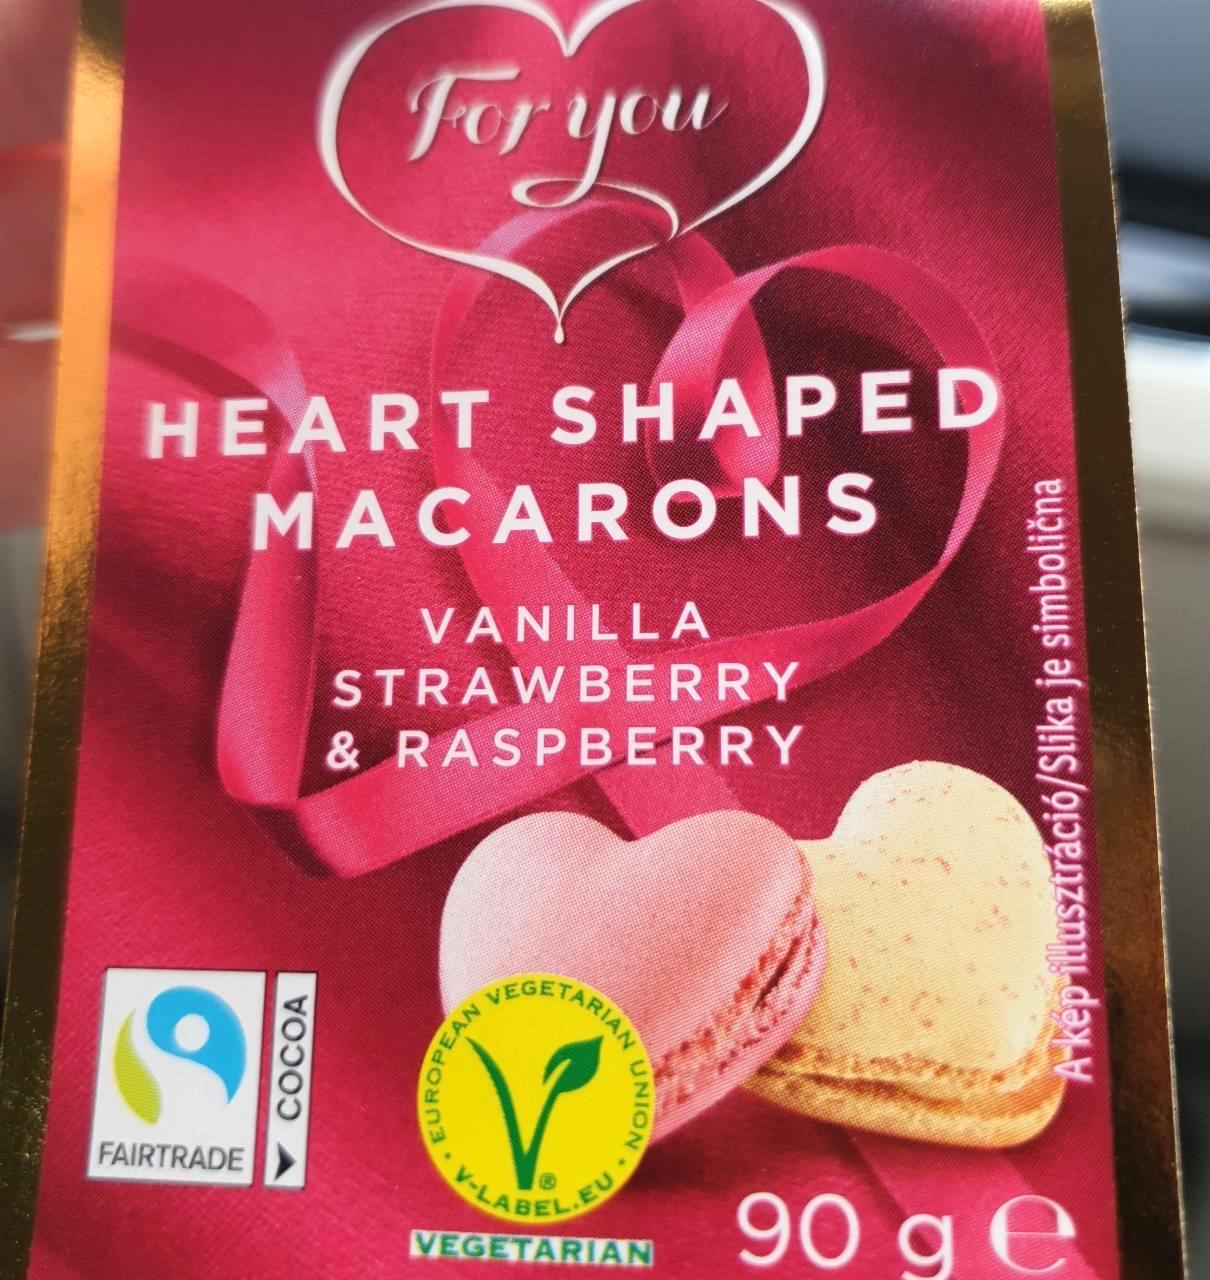 For you
HEART SHAPED
MACARONS
VANILLA
STRAWBERRY
& RASPBERRY
A kép illusztráció/Slika je simbolična
FAIRTRADE
COCOA
EUROPEAN VEGETARIAN UNION
V-LABEL.EU
®
VEGETARIAN
90 g e